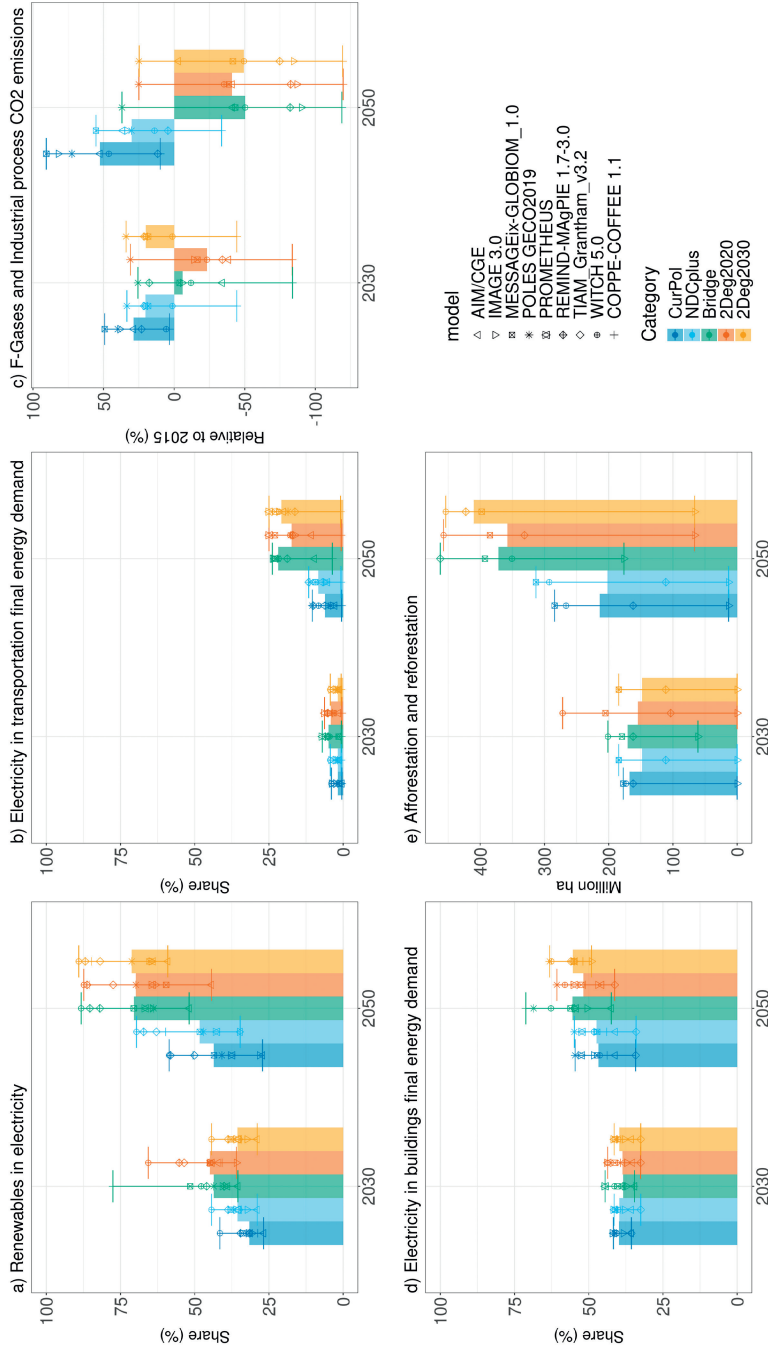 a) Renewables in electricity
Share (%)
100
75
50
25
0
2030
2050
b) Electricity in transportation final energy demand
Share (%)
100
75
50
25
0
2030
2050
c) F-Gases and Industrial process CO2 emissions
Relative to 2015 (%)
100
50
0
-50
-100
2030
2050
d) Electricity in buildings final energy demand
Share (%)
100
75
50
25
0
2030
2050
e) Afforestation and reforestation
Million ha
400
300
200
100
0
2030
2050
model
AIM/CGE
IMAGE 3.0
MESSAGEix-GLOBIOM_1.0
POLES GECO2019
PROMETHEUS
REMIND-MAgPIE 1.7-3.0
TIAM_Grantham_v3.2
WITCH 5.0
COPPE-COFFEE 1.1
Category
CurPol
NDCplus
Bridge
2Deg2020
2Deg2030